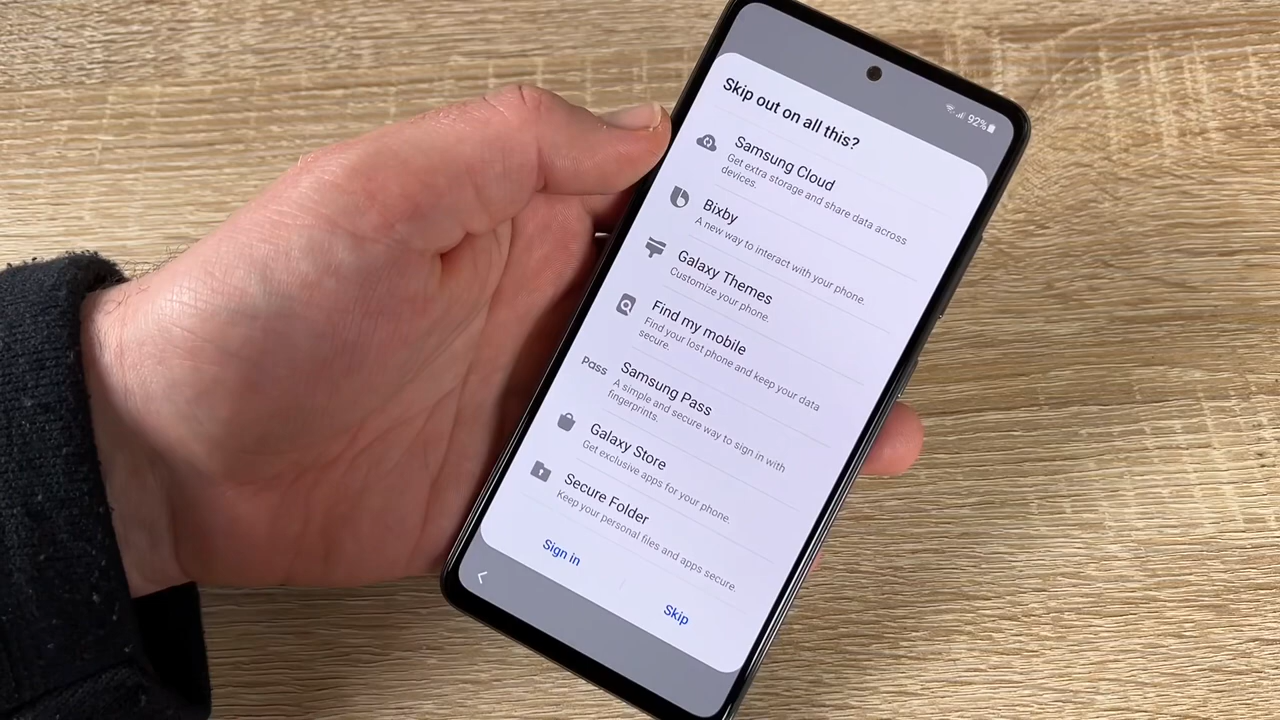 92%
Skip out on all this?
Samsung Cloud
Get extra storage and share data across
devices.
Bixby
A new way to interact with your phone.
Galaxy Themes
Customize your phone.
Find my mobile
Find your lost phone and keep your data
secure.
Pass
Samsung Pass
A simple and secure way to sign in with
fingerprints.
Galaxy Store
Get exclusive apps for your phone.
Secure Folder
Keep your personal files and apps secure.
Sign in
Skip